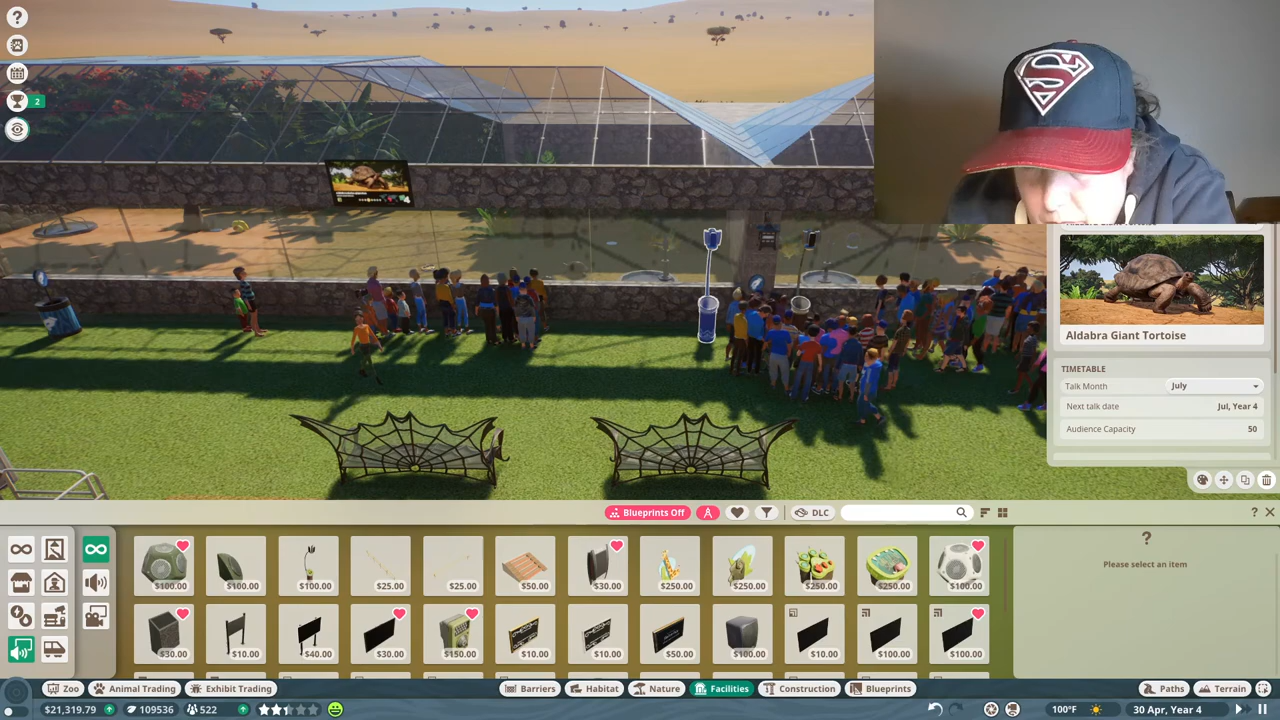 2
Aldabra Giant Tortoise
TIMETABLE
Talk Month July
Next talk date Jul, Year 4
Audience Capacity 50
Blueprints Off DLC
? Please select an item
$100.00 $100.00 $100.00 $25.00 $25.00 $50.00 $30.00 $250.00 $250.00 $250.00 $250.00 $100.00
$30.00 $10.00 $40.00 $30.00 $150.00 $10.00 $10.00 $50.00 $100.00 $10.00 $100.00 $100.00
Zoo Animal Trading Exhibit Trading Barriers Habitat Nature Facilities Construction Blueprints Paths Terrain
$21,319.79 109536 522 100°F 30 Apr, Year 4